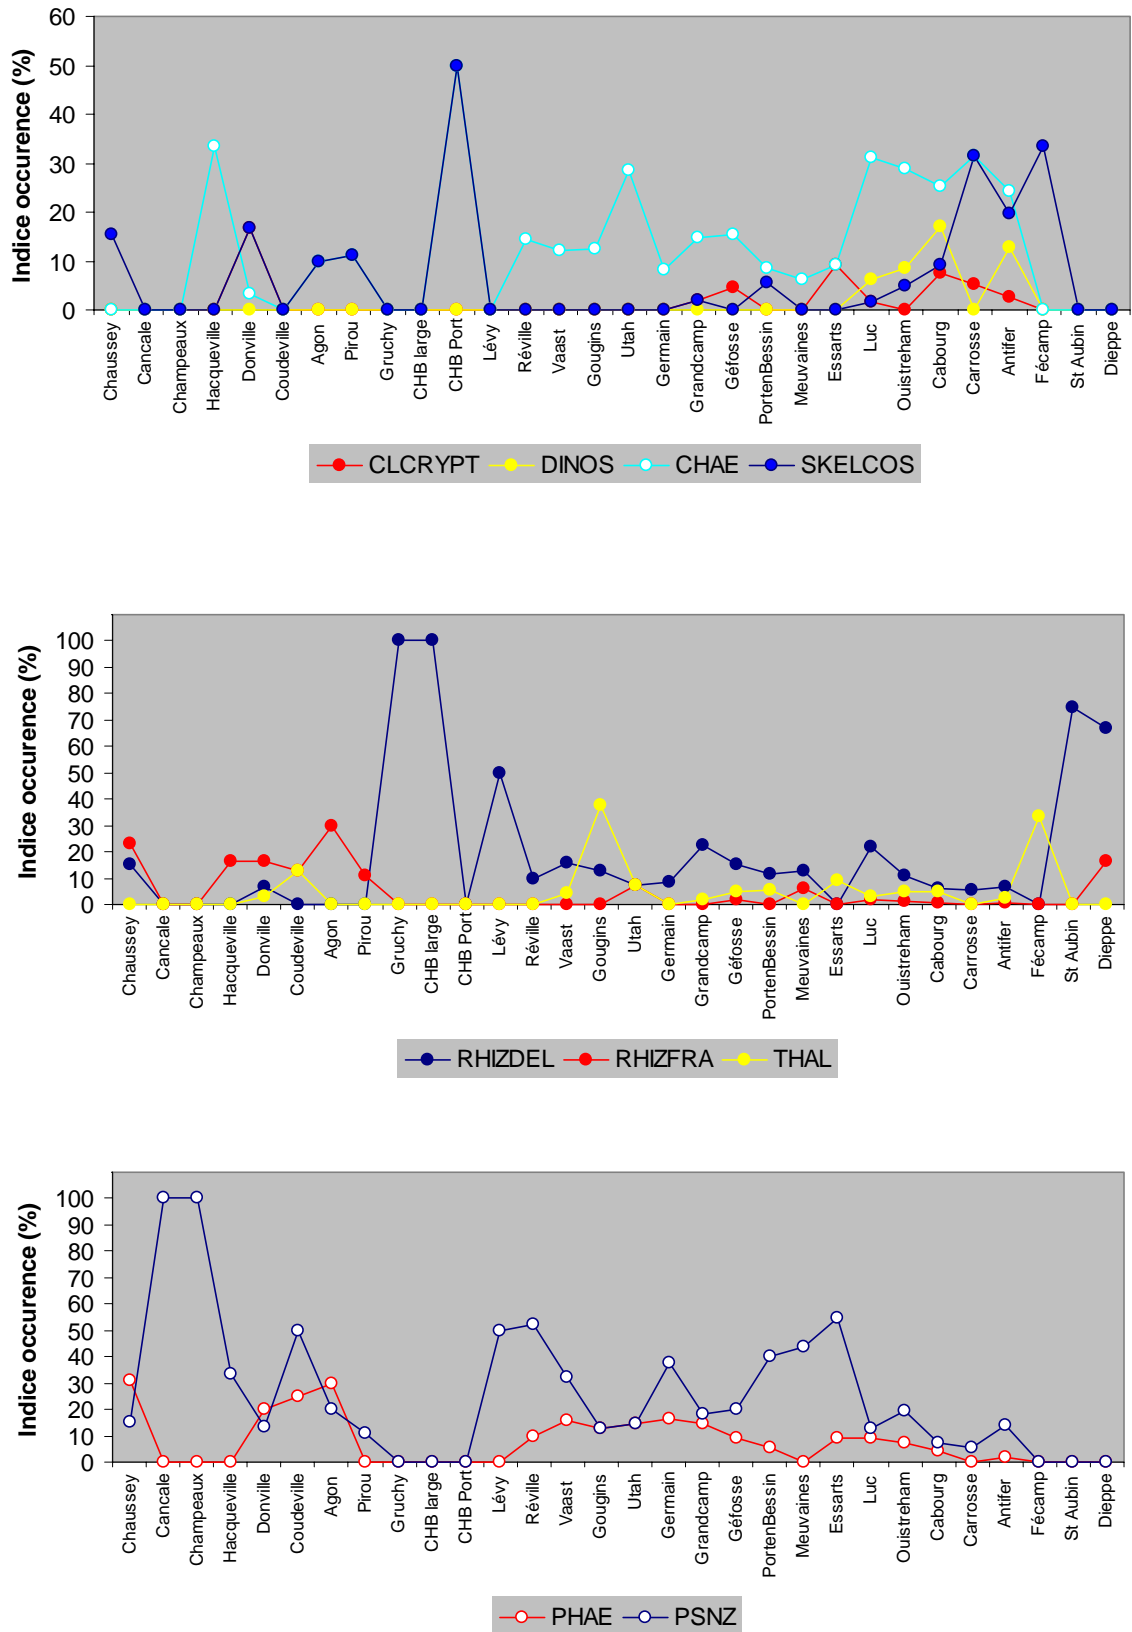 60
50
40
30
20
10
0
Indice occurence (%)
Chaussey
Cancale
Champeaux
Hacqueville
Donville
Coudeville
Agon
Pirou
Gruchy
CHB large
CHB Port
Lévy
Réville
Vaast
Gougins
Utah
Germain
Grandcamp
Géfosse
PortenBessin
Meuvaines
Essarts
Luc
Ouistreham
Cabourg
Carrosse
Antifer
Fécamp
St Aubin
Dieppe
CLCRYPT DINOS CHAE SKELCOS
100
90
80
70
60
50
40
30
20
10
0
Indice occurence (%)
Chaussey
Cancale
Champeaux
Hacqueville
Donville
Coudeville
Agon
Pirou
Gruchy
CHB large
CHB Port
Lévy
Réville
Vaast
Gougins
Utah
Germain
Grandcamp
Géfosse
PortenBessin
Meuvaines
Essarts
Luc
Ouistreham
Cabourg
Carrosse
Antifer
Fécamp
St Aubin
Dieppe
RHIZDEL RHIZFRA THAL
100
90
80
70
60
50
40
30
20
10
0
Indice occurence (%)
Chaussey
Cancale
Champeaux
Hacqueville
Donville
Coudeville
Agon
Pirou
Gruchy
CHB large
CHB Port
Lévy
Réville
Vaast
Gougins
Utah
Germain
Grandcamp
Géfosse
PortenBessin
Meuvaines
Essarts
Luc
Ouistreham
Cabourg
Carrosse
Antifer
Fécamp
St Aubin
Dieppe
PHAE PSNZ